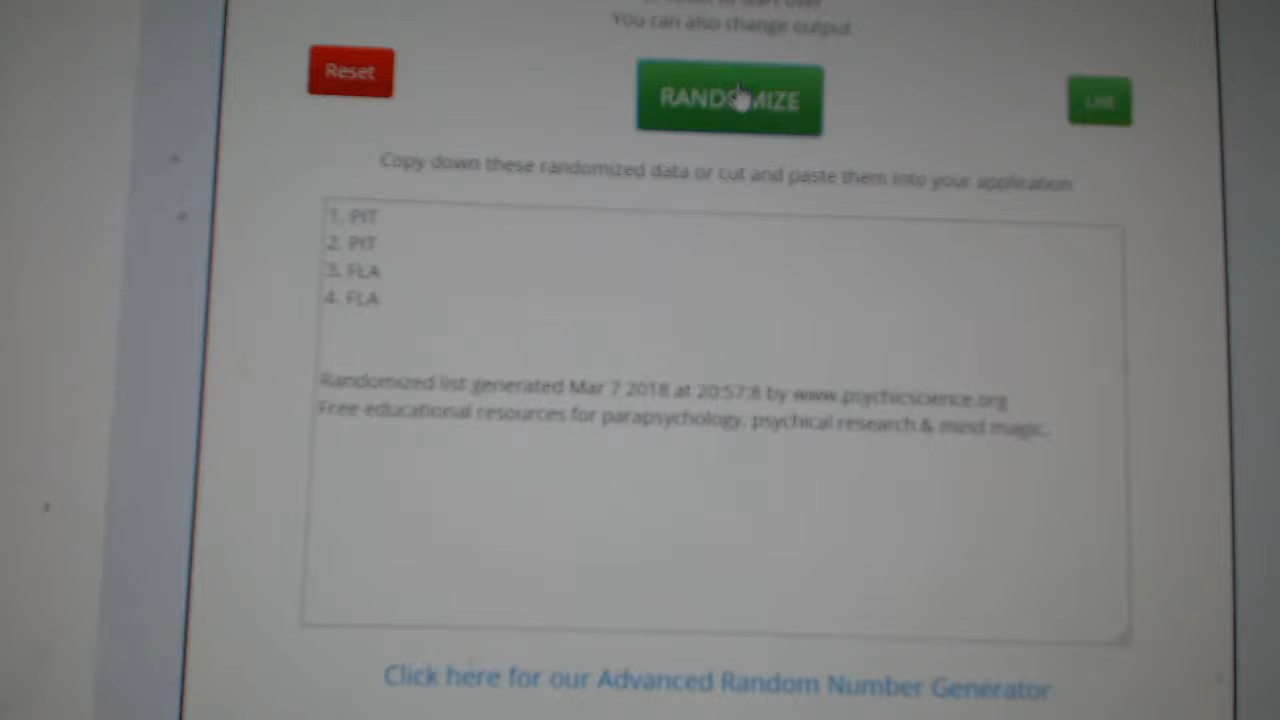 You can also change output
Reset
RANDOMIZE
List
Copy down these randomized data or cut and paste them into your application
1. PIT
2. PIT
3. FLA
4. FLA
Randomized list generated Mar 7 2018 at 20:57:8 by www.psychicscience.org
Free educational resources for parapsychology, psychical research & mind magic.
Click here for our Advanced Random Number Generator